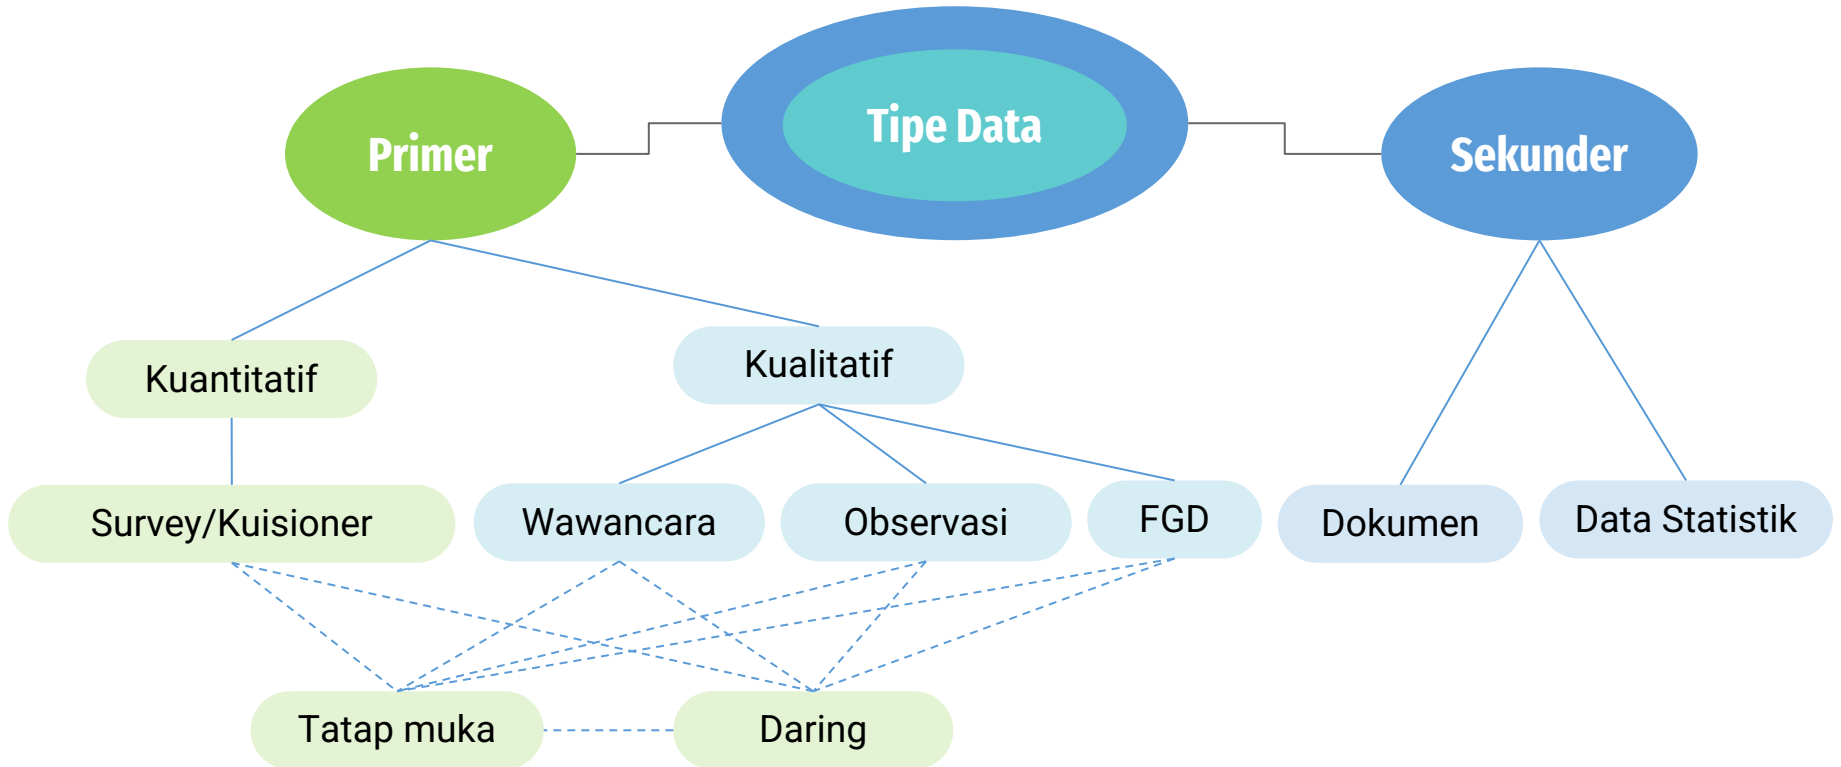 Tipe Data
Primer
Sekunder
Kuantitatif
Kualitatif
Survey/Kuisioner
Wawancara
Observasi
FGD
Dokumen
Data Statistik
Tatap muka
Daring